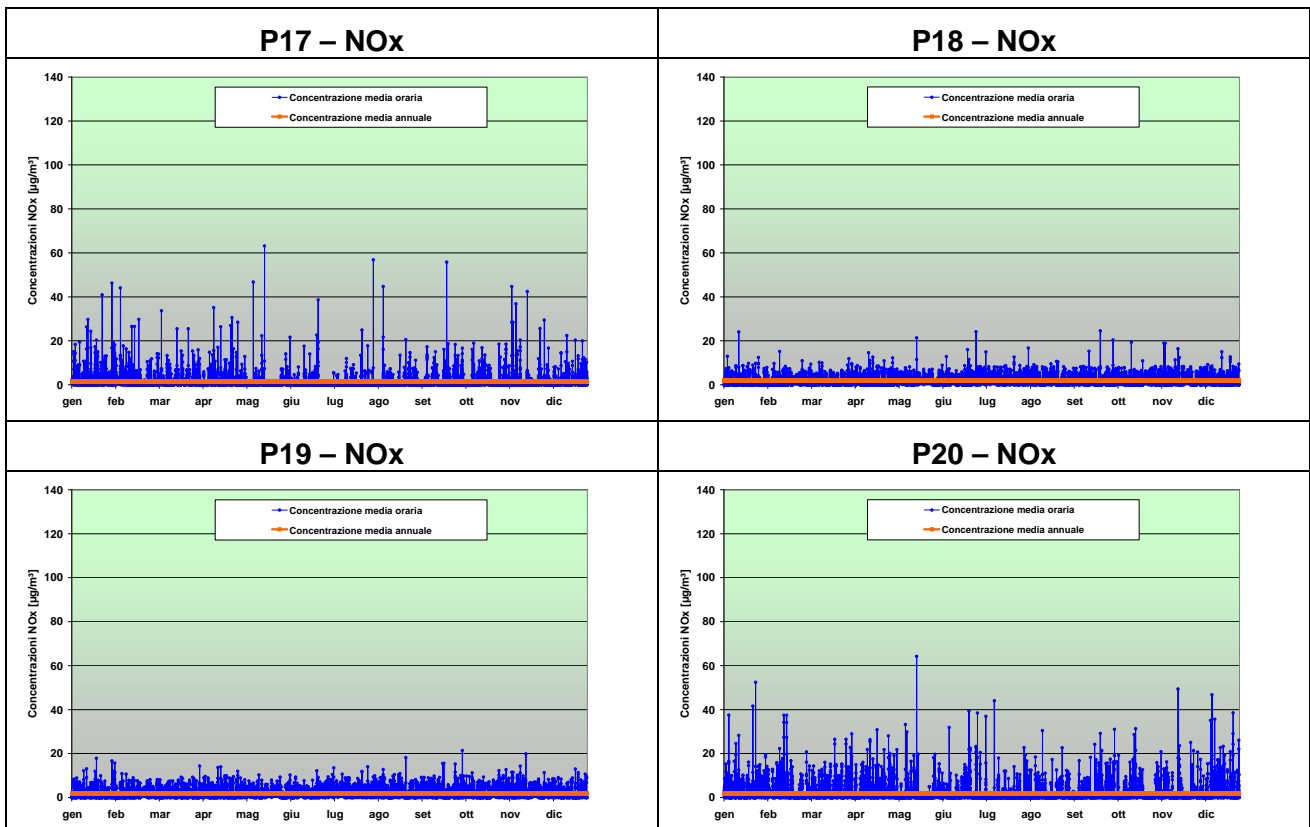 P17 – NOx
P18 – NOx
Concentrazioni NOx [µg/m³]
140
120
100
80
60
40
20
0
Concentrazione media oraria
Concentrazione media annuale
gen feb mar apr mag giu lug ago set ott nov dic
Concentrazioni NOx [µg/m³]
140
120
100
80
60
40
20
0
Concentrazione media oraria
Concentrazione media annuale
gen feb mar apr mag giu lug ago set ott nov dic
P19 – NOx
P20 – NOx
Concentrazioni NOx [µg/m³]
140
120
100
80
60
40
20
0
Concentrazione media oraria
Concentrazione media annuale
gen feb mar apr mag giu lug ago set ott nov dic
Concentrazioni NOx [µg/m³]
140
120
100
80
60
40
20
0
Concentrazione media oraria
Concentrazione media annuale
gen feb mar apr mag giu lug ago set ott nov dic